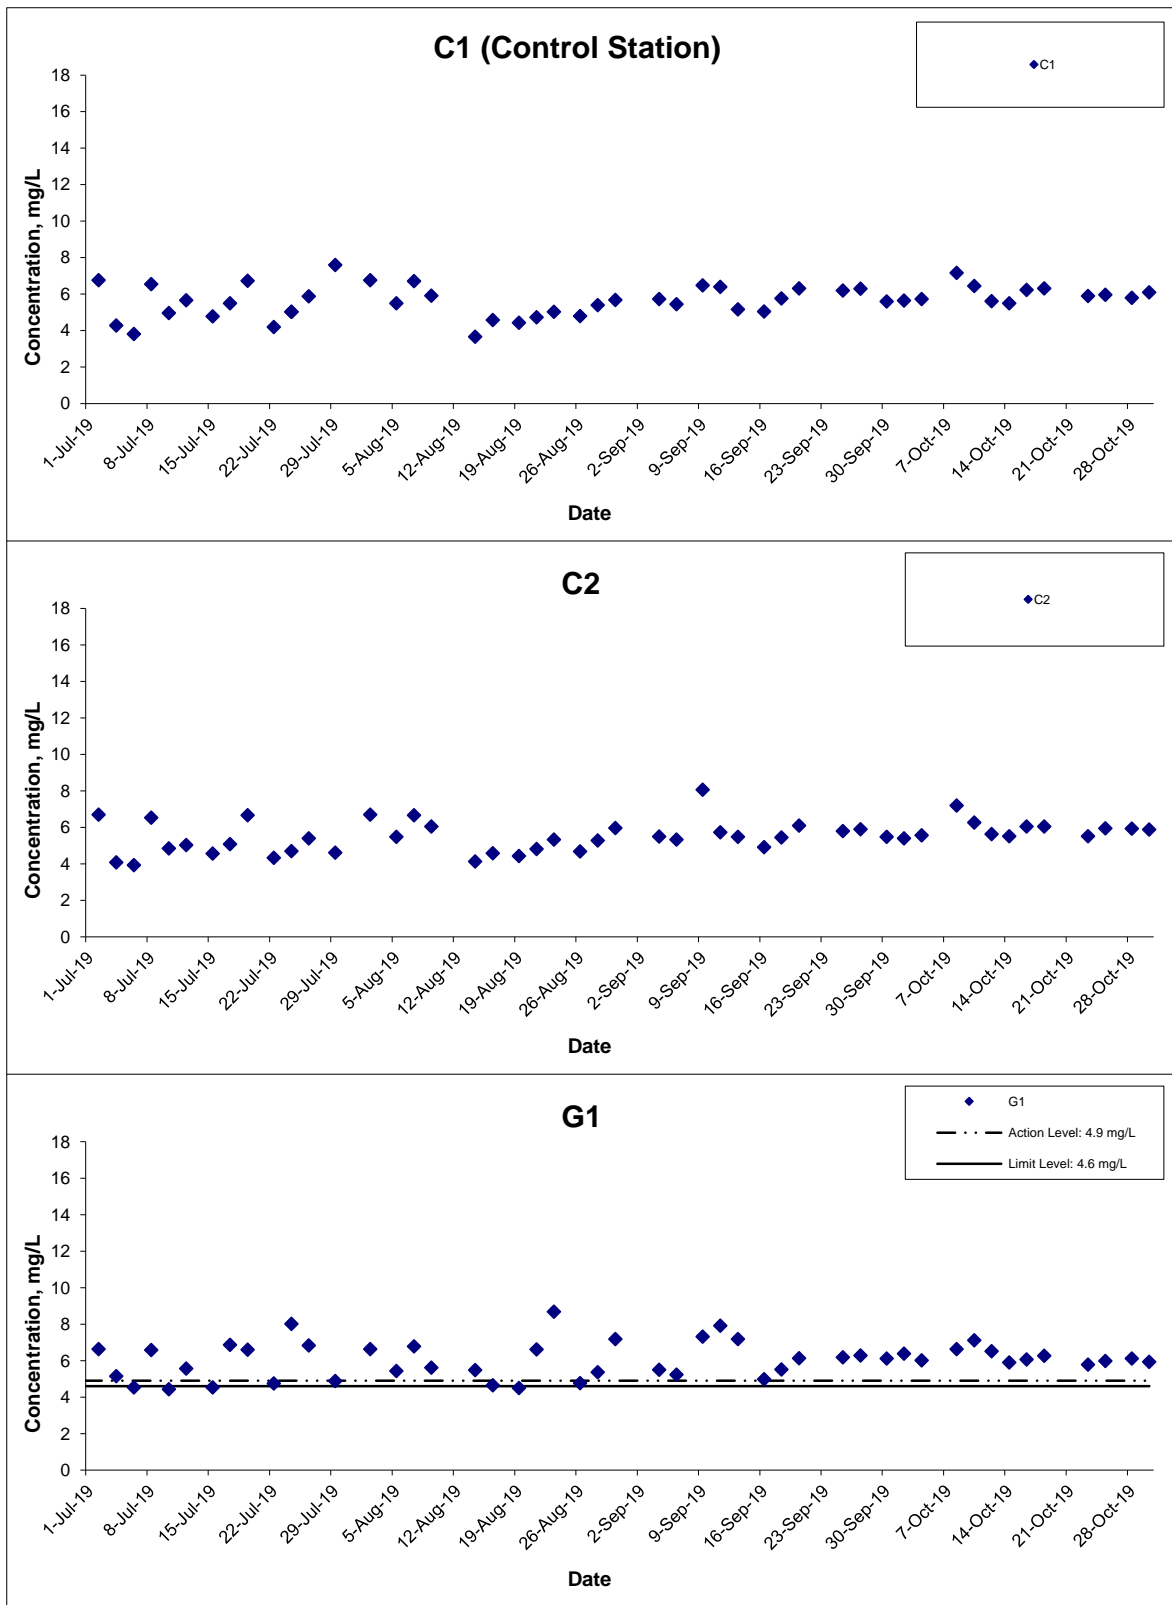 C1 (Control Station)
C1
Concentration, mg/L
18
16
14
12
10
8
6
4
2
0
1-Jul-19
8-Jul-19
15-Jul-19
22-Jul-19
29-Jul-19
5-Aug-19
12-Aug-19
19-Aug-19
26-Aug-19
2-Sep-19
9-Sep-19
16-Sep-19
23-Sep-19
30-Sep-19
7-Oct-19
14-Oct-19
21-Oct-19
28-Oct-19
Date
C2
C2
Concentration, mg/L
18
16
14
12
10
8
6
4
2
0
1-Jul-19
8-Jul-19
15-Jul-19
22-Jul-19
29-Jul-19
5-Aug-19
12-Aug-19
19-Aug-19
26-Aug-19
2-Sep-19
9-Sep-19
16-Sep-19
23-Sep-19
30-Sep-19
7-Oct-19
14-Oct-19
21-Oct-19
28-Oct-19
Date
G1
G1
Action Level: 4.9 mg/L
Limit Level: 4.6 mg/L
Concentration, mg/L
18
16
14
12
10
8
6
4
2
0
1-Jul-19
8-Jul-19
15-Jul-19
22-Jul-19
29-Jul-19
5-Aug-19
12-Aug-19
19-Aug-19
26-Aug-19
2-Sep-19
9-Sep-19
16-Sep-19
23-Sep-19
30-Sep-19
7-Oct-19
14-Oct-19
21-Oct-19
28-Oct-19
Date